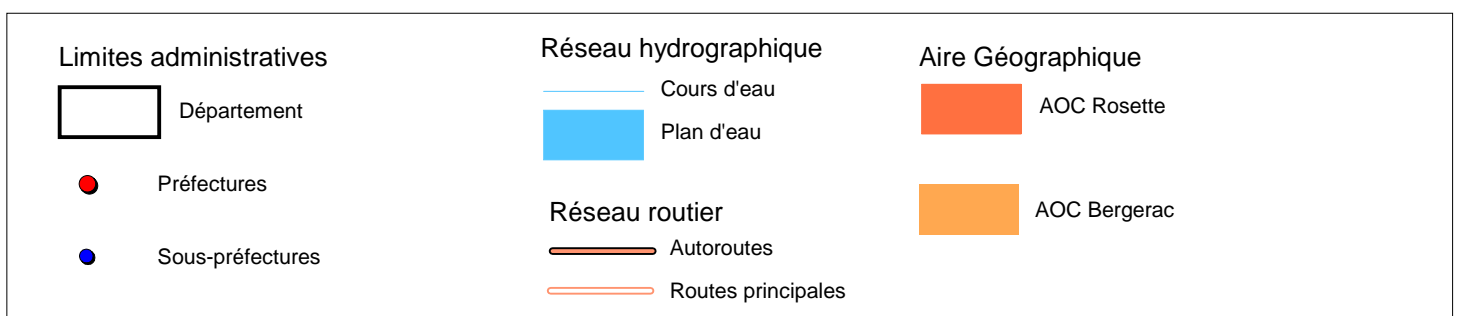 Limites administratives
Département
Préfectures
Sous-préfectures
Réseau hydrographique
Cours d'eau
Plan d'eau
Réseau routier
Autoroutes
Routes principales
Aire Géographique
AOC Rosette
AOC Bergerac